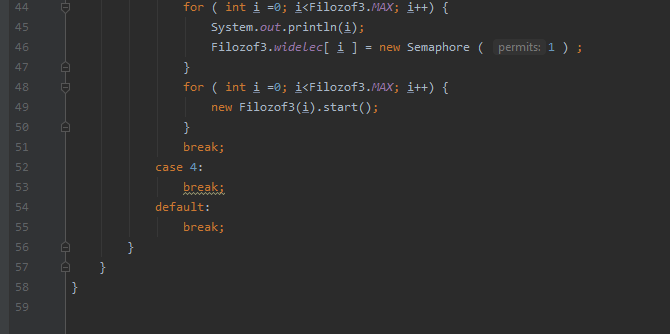 44 for ( int i =0; i<Filozof3.MAX; i++) {
45 System.out.println(i);
46 Filozof3.widelec[ i ] = new Semaphore ( permits: 1 ) ;
47 }
48 for ( int i =0; i<Filozof3.MAX; i++) {
49 new Filozof3(i).start();
50 }
51 break;
52 case 4:
53 break;
54 default:
55 break;
56 }
57 }
58 }
59